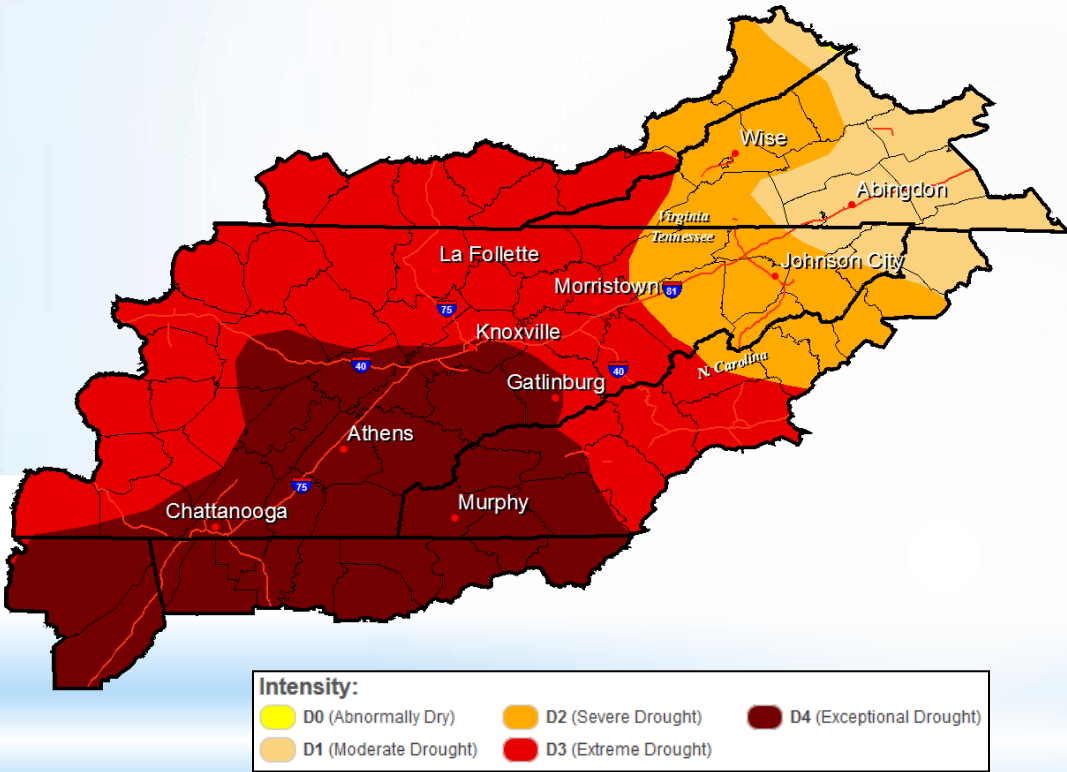 Wise
Abingdon
Virginia
Tennessee
La Follette
Johnson City
Morristown
81
75
Knoxville
40
40
N. Carolina
Gatlinburg
Athens
75
Murphy
Chattanooga
Intensity:
D0 (Abnormally Dry)
D2 (Severe Drought)
D4 (Exceptional Drought)
D1 (Moderate Drought)
D3 (Extreme Drought)